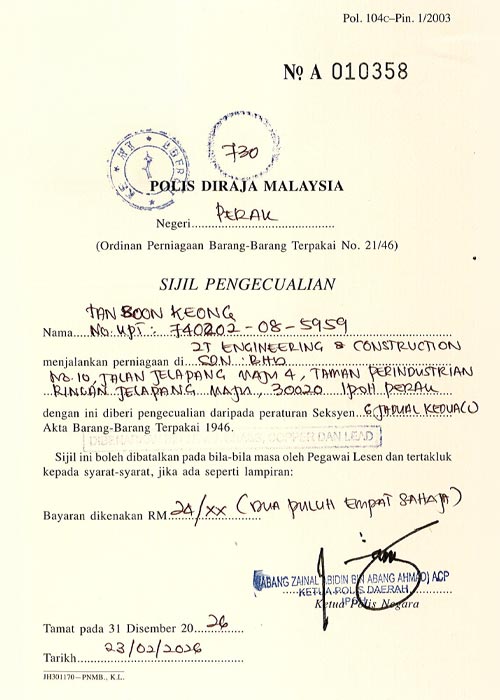 Pol. 104c–Pin. 1/2003
No A 010358
730
POLIS DIRAJA MALAYSIA
Negeri PERAK
(Ordinan Perniagaan Barang-Barang Terpakai No. 21/46)
SIJIL PENGECUALIAN
TAN BOON KEONG
Nama No. KPT : 740202-08-5959
2T ENGINEERING & CONSTRUCTION
menjalankan perniagaan di SDN. BHD
No. 10, JALAN JELAPANG MAJU 4, TAMAN PERINDUSTRIAN
RINGAN JELAPANG MAJU, 30020 IPOH PERAK
dengan ini diberi pengecualian daripada peraturan Seksyen 6 JADUAL KEDUA
Akta Barang-Barang Terpakai 1946.
COPPER DAN LEAD
Sijil ini boleh dibatalkan pada bila-bila masa oleh Pegawai Lesen dan tertakluk
kepada syarat-syarat, jika ada seperti lampiran:
Bayaran dikenakan RM 24/XX (DUA PULUH EMPAT SAHAJA)
(ABANG ZAINAL ABIDIN BIN ABANG AHMAD) ACP
KETUA POLIS DAERAH
Ketua Polis Negara
Tamat pada 31 Disember 20 26
Tarikh 23/02/2026
JH301170–PNMB., K.L.